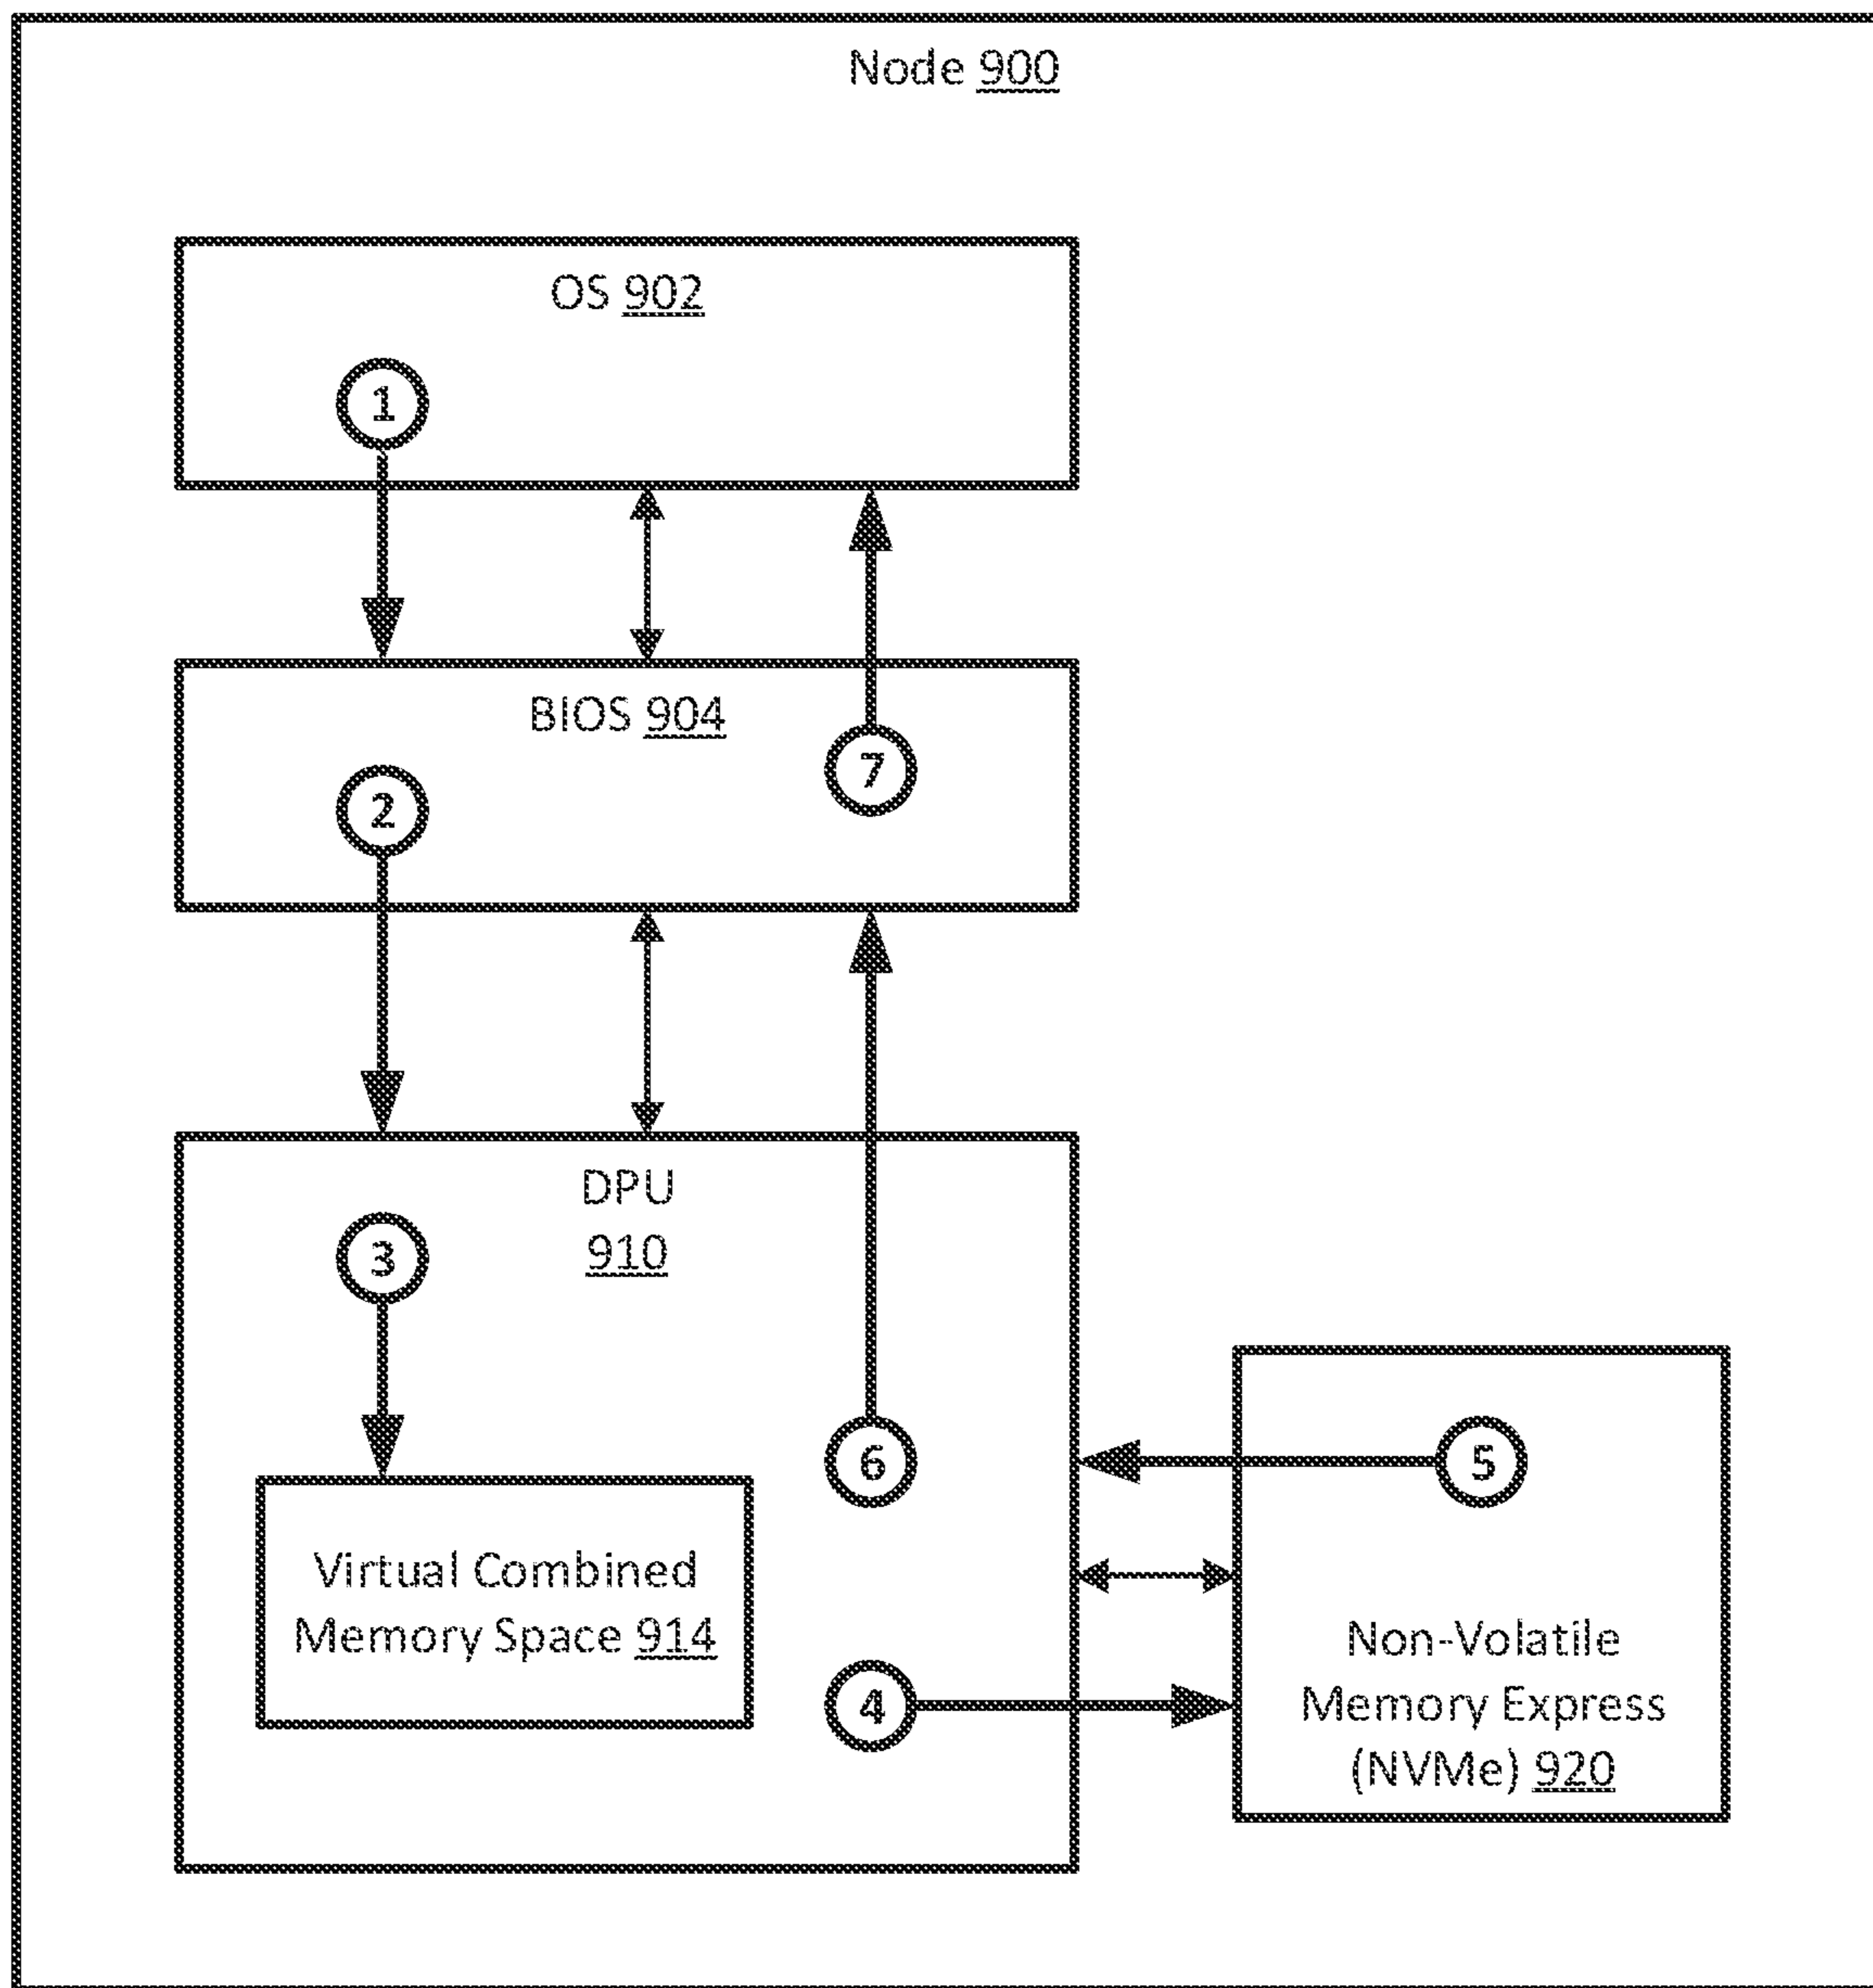 Node 900
OS 902
1
BIOS 904
7
2
DPU
910
3
6
5
Virtual Combined
Memory Space 914
Non-Volatile
Memory Express
(NVMe) 920
4